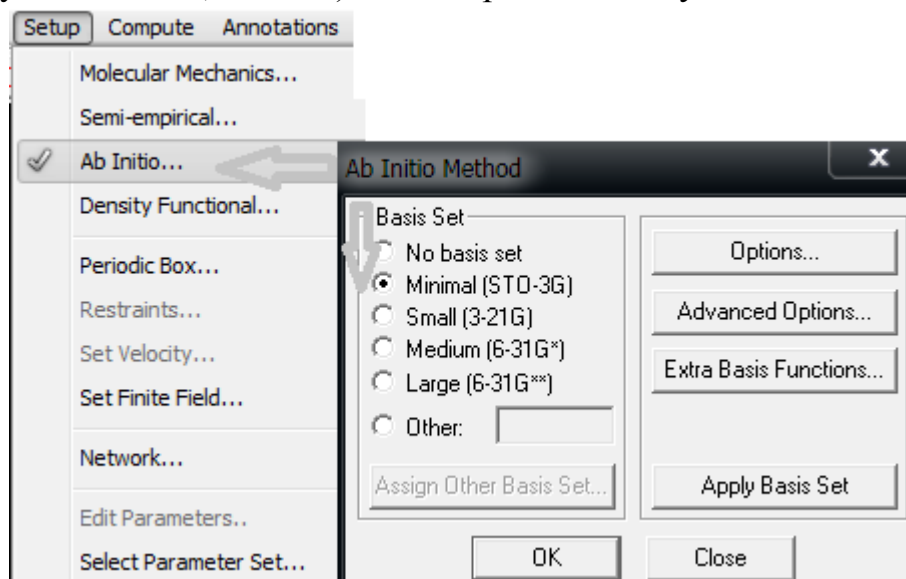 Setup Compute Annotations
Molecular Mechanics...
Semi-empirical...
Ab Initio...
Density Functional...
Periodic Box...
Restraints...
Set Velocity...
Set Finite Field...
Network...
Edit Parameters..
Select Parameter Set...
Ab Initio Method
x
Basis Set
No basis set
Minimal (STO-3G)
Small (3-21G)
Medium (6-31G*)
Large (6-31G**)
Other:
Assign Other Basis Set...
Options...
Advanced Options...
Extra Basis Functions...
Apply Basis Set
OK
Close